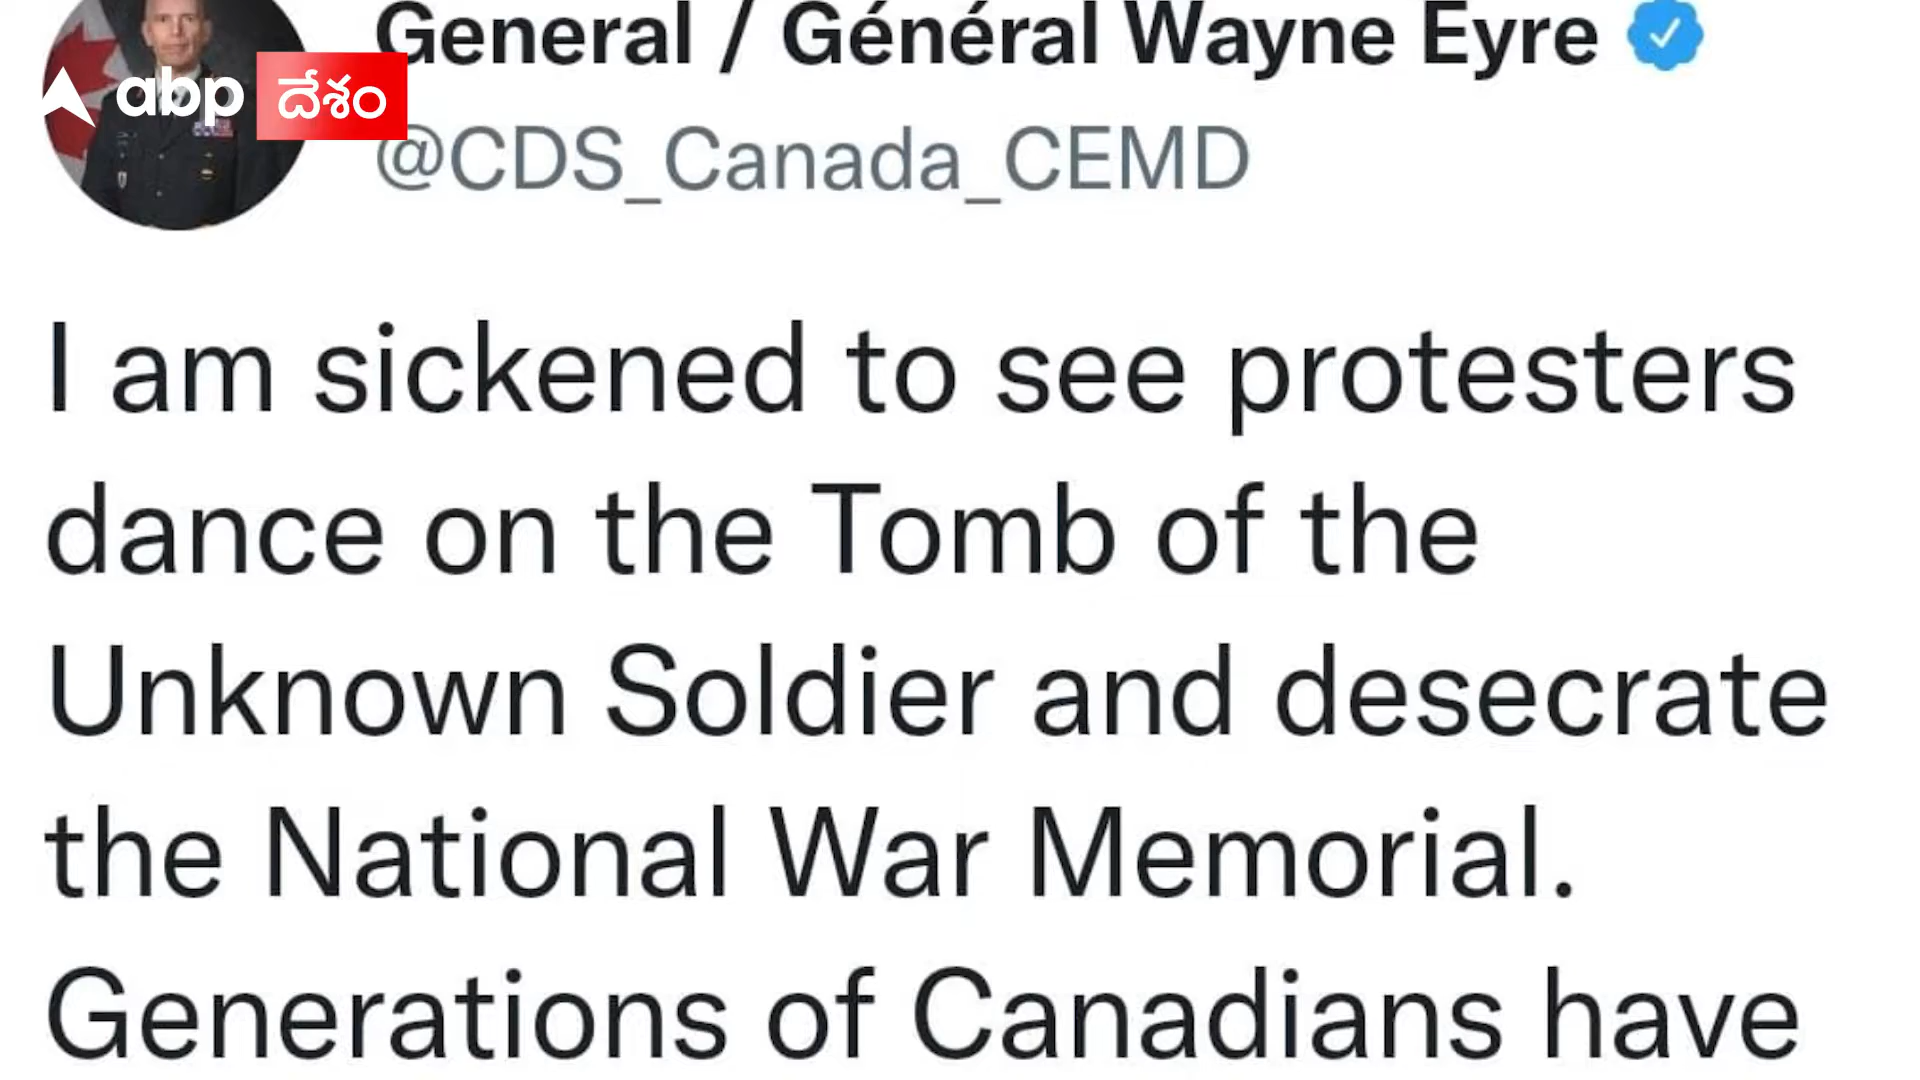 General / Général Wayne Eyre
abp దేశం
@CDS_Canada_CEMD
I am sickened to see protesters
dance on the Tomb of the
Unknown Soldier and desecrate
the National War Memorial.
Generations of Canadians have